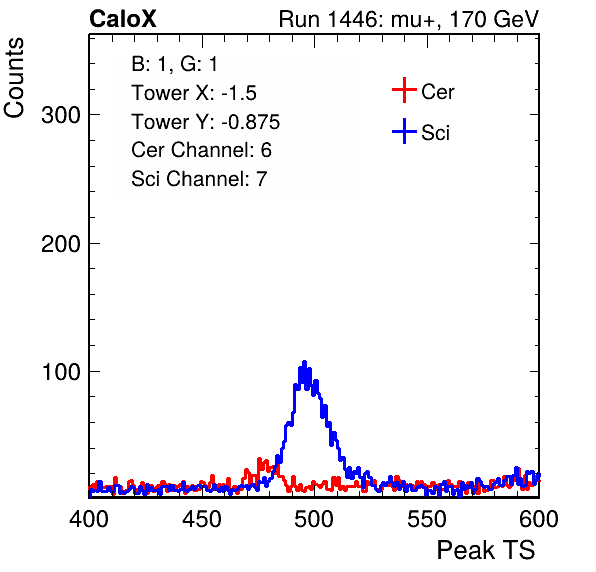 CaloX Run 1446: mu+, 170 GeV
Counts
B: 1, G: 1
Tower X: -1.5
Tower Y: -0.875
Cer Channel: 6
Sci Channel: 7
Cer
Sci
300
200
100
400 450 500 550 600
Peak TS